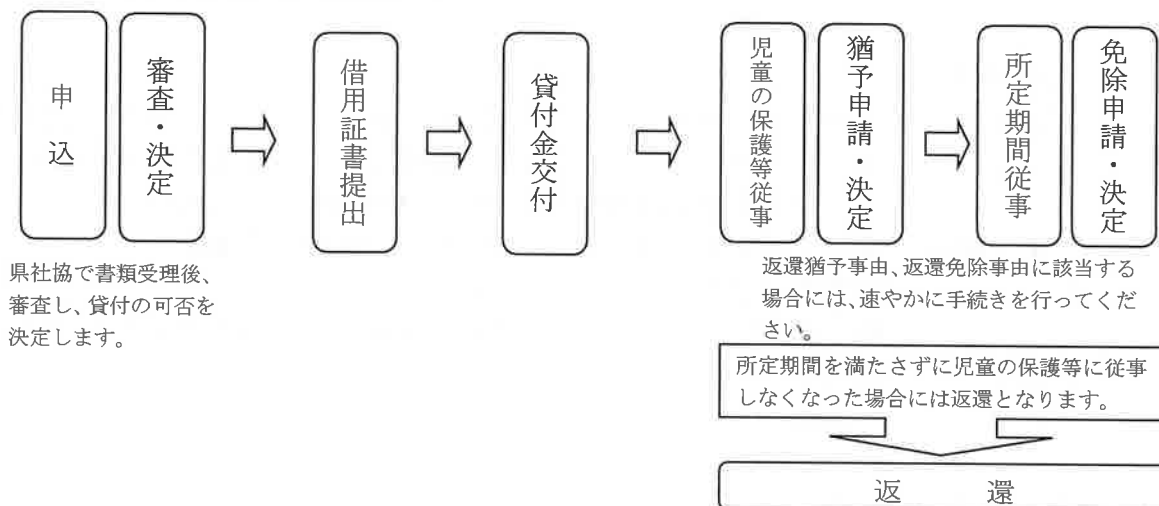 申込
審査・決定
借用証書提出
貸付金交付
児童の保護等従事
猶予申請・決定
所定期間従事
免除申請・決定
県社協で書類受理後、
審査し、貸付の可否を
決定します。
返還猶予事由、返還免除事由に該当する
場合には、速やかに手続きを行ってくだ
さい。
所定期間を満たさずに児童の保護等に従事
しなくなった場合には返還となります。
返　　還